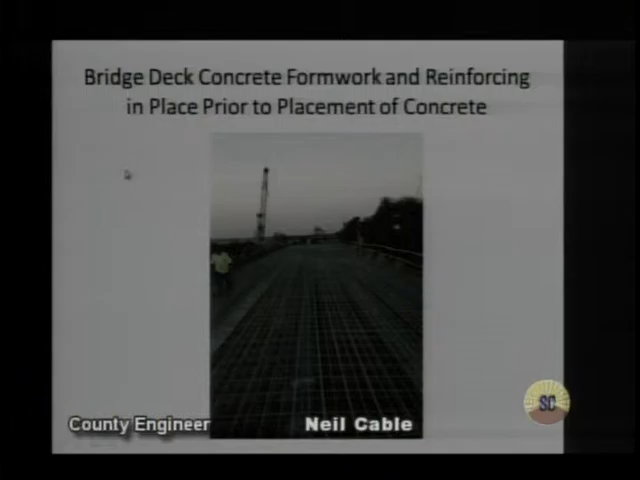 Bridge Deck Concrete Formwork and Reinforcing
in Place Prior to Placement of Concrete
County Engineer
Neil Cable
SC